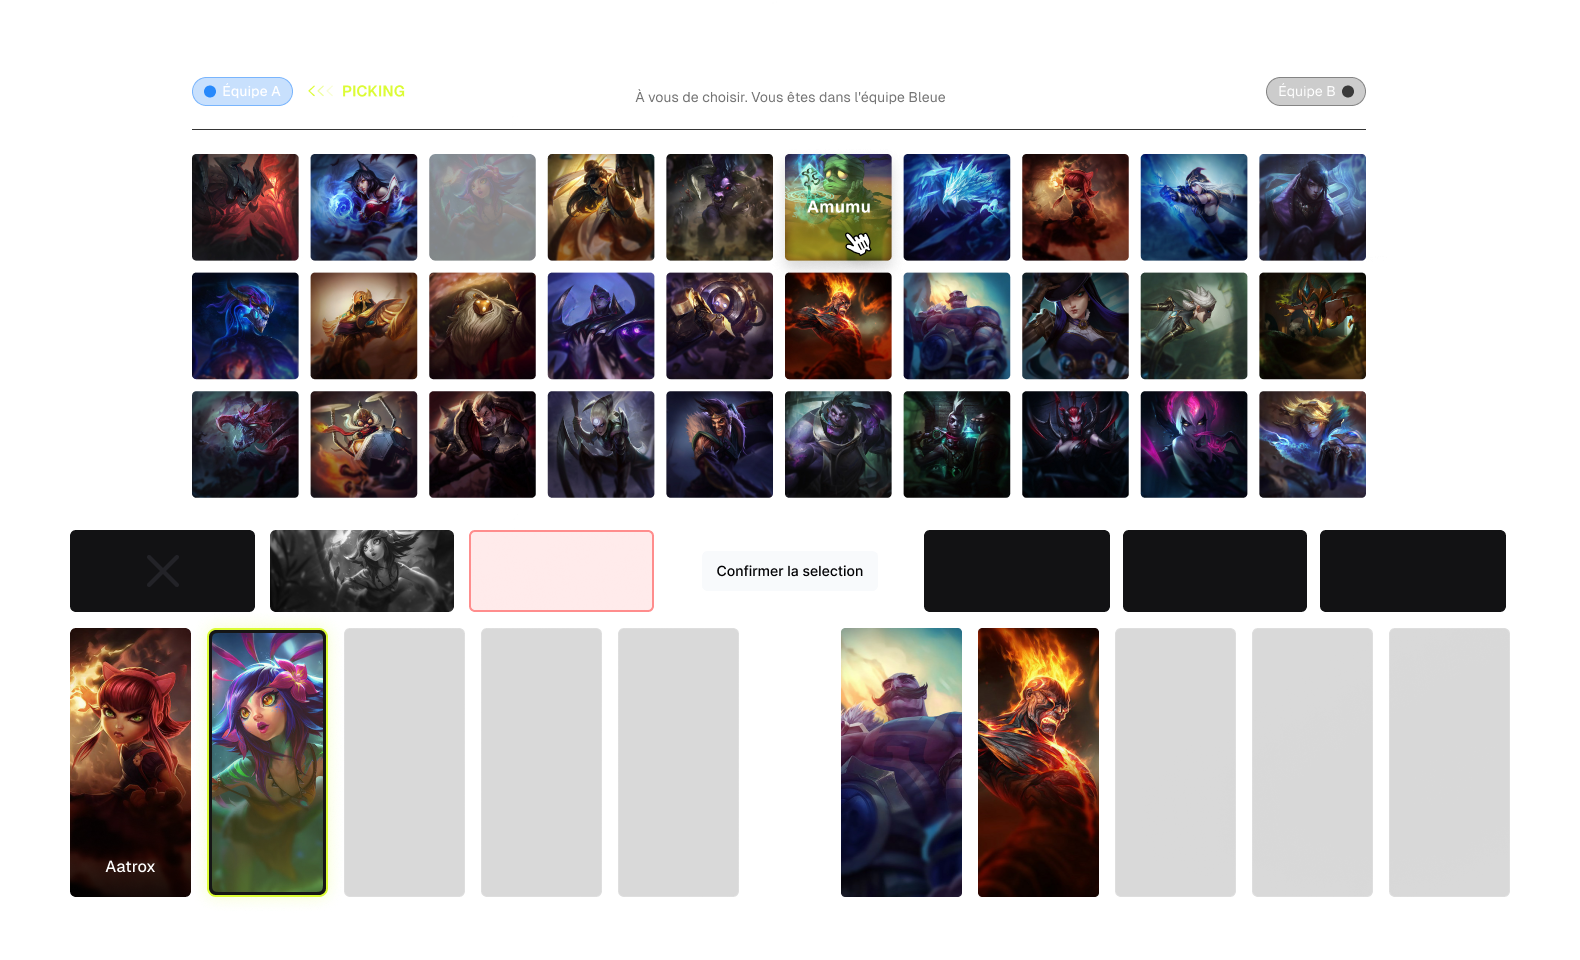 Équipe A
PICKING
À vous de choisir. Vous êtes dans l'équipe Bleue
Équipe B
Amumu
Confirmer la selection
Aatrox